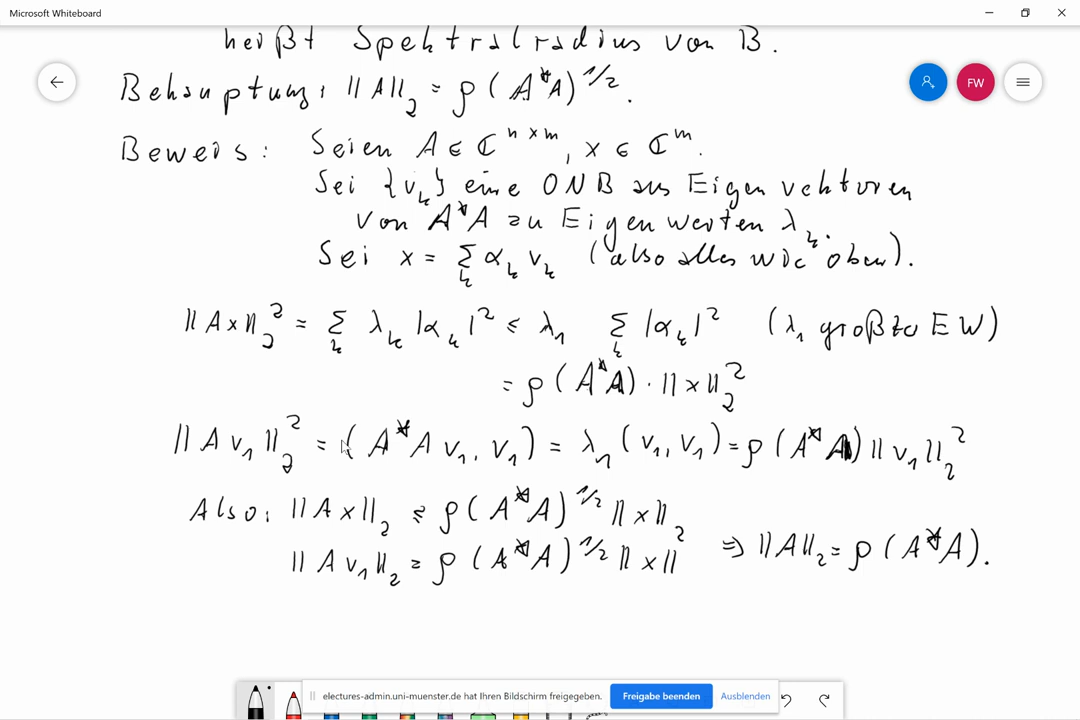 Microsoft Whiteboard
heißt Spektralradius von B.
Behauptung: ||A||₂ = ρ(A*A)^1/2.
FW
Beweis: Seien A ∈ ℂ^n×m, x ∈ ℂ^m.
Sei {v_k} eine ONB aus Eigenvektoren
von A*A zu Eigenwerten λ_k.
Sei x = Σ_k α_k v_k (also alles wie oben).
||Ax||₂² = Σ_k λ_k |α_k|² ≤ λ₁ Σ_k |α_k|² (λ₁ größte EW)
= ρ(A*A) · ||x||₂²
||Av₁||₂² = (A*Av₁, v₁) = λ₁(v₁, v₁) = ρ(A*A) ||v₁||₂²
Also: ||Ax||₂ ≤ ρ(A*A)^1/2 ||x||₂
||Av₁||₂ = ρ(A*A)^1/2 ||x|| ⇒ ||A||₂ = ρ(A*A).
electures-admin.uni-muenster.de hat Ihren Bildschirm freigegeben. Freigabe beenden Ausblenden